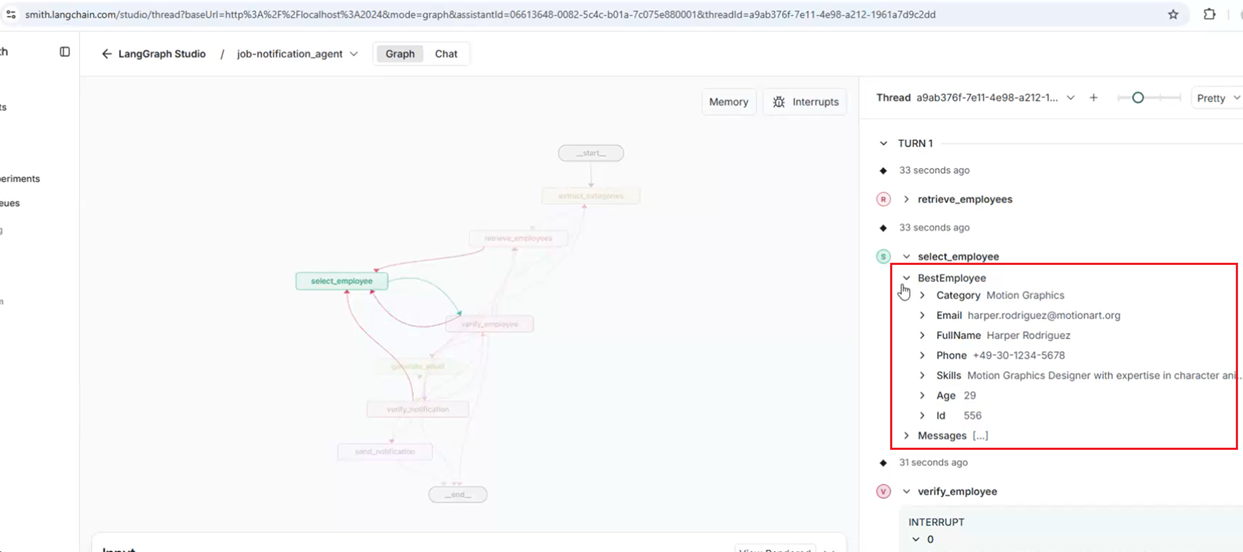 smith.langchain.com/studio/thread?baseUrl=http%3A%2F%2Flocalhost%3A2024&mode=graph&assistantId=06613648-0082-5c4c-b01a-7c075e880001&threadId=a9ab376f-7e11-4e98-a212-1961a7d9c2dd
th
LangGraph Studio / job-notification_agent
Graph Chat
Memory
Interrupts
Thread a9ab376f-7e11-4e98-a212-1...
Pretty
ts
periments
eues
g
m
__start__
extract_categories
retrieve_employees
select_employee
verify_employee
generate_email
verify_notification
send_notification
__end__
TURN 1
33 seconds ago
R retrieve_employees
33 seconds ago
S select_employee
BestEmployee
Category Motion Graphics
Email harper.rodriguez@motionart.org
FullName Harper Rodriguez
Phone +49-30-1234-5678
Skills Motion Graphics Designer with expertise in character ani...
Age 29
Id 556
Messages [...]
31 seconds ago
V verify_employee
INTERRUPT
0
Input
View Rendered